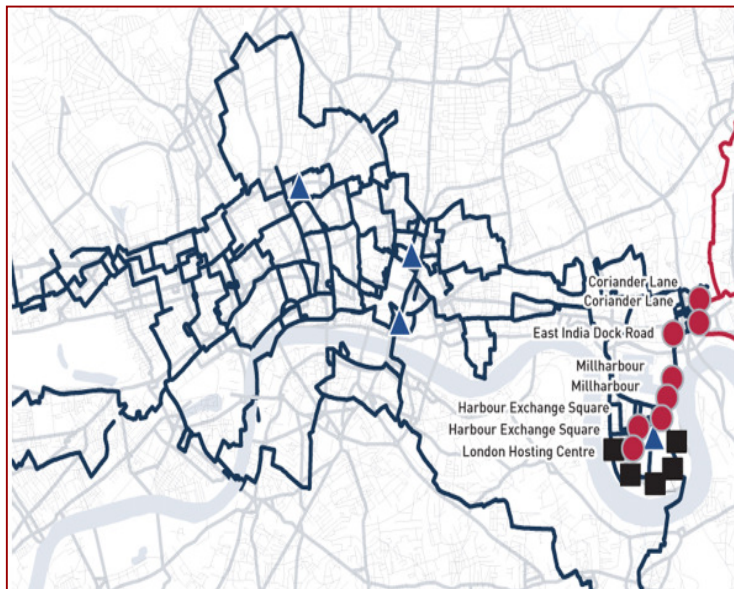 Coriander Lane
Coriander Lane
East India Dock Road
Millharbour
Millharbour
Harbour Exchange Square
Harbour Exchange Square
London Hosting Centre